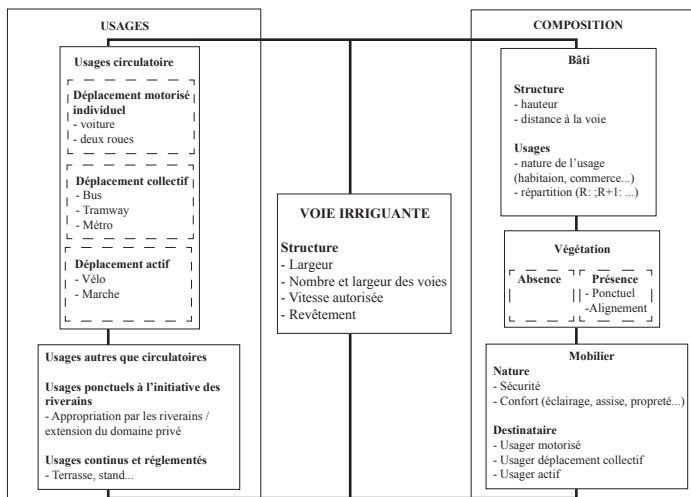 USAGES
Usages circulatoire
Déplacement motorisé
individuel
- voiture
- deux roues
Déplacement collectif
- Bus
- Tramway
- Métro
Déplacement actif
- Vélo
- Marche
Usages autres que circulatoires
Usages ponctuels à l’initiative des
riverains
- Appropriation par les riverains /
extension du domaine privé
Usages continus et réglementés
- Terrasse, stand...
VOIE IRRIGUANTE
Structure
- Largeur
- Nombre et largeur des voies
- Vitesse autorisée
- Revêtement
COMPOSITION
Bâti
Structure
- hauteur
- distance à la voie
Usages
- nature de l’usage
(habitaion, commerce...)
- répartition (R: ;R+1: ...)
Végétation
Absence
Présence
- Ponctuel
-Alignement
Mobilier
Nature
- Sécurité
- Confort (éclairage, assise, propreté...)
Destinataire
- Usager motorisé
- Usager déplacement collectif
- Usager actif